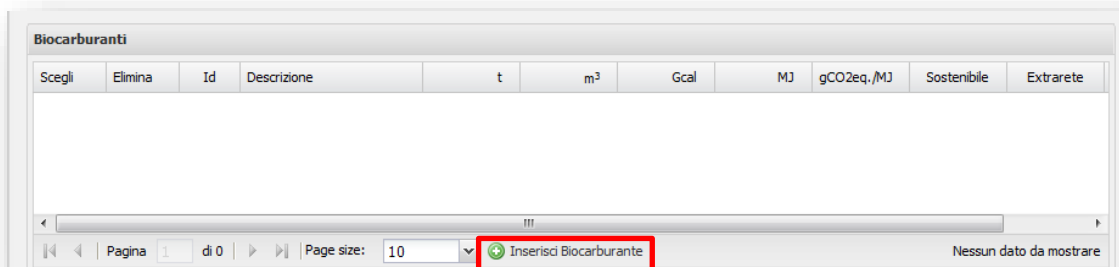 Biocarburanti
Scegli Elimina Id Descrizione t m³ Gcal MJ gCO2eq./MJ Sostenibile Extrarete
Pagina 1 di 0 Page size: 10 Inserisci Biocarburante Nessun dato da mostrare